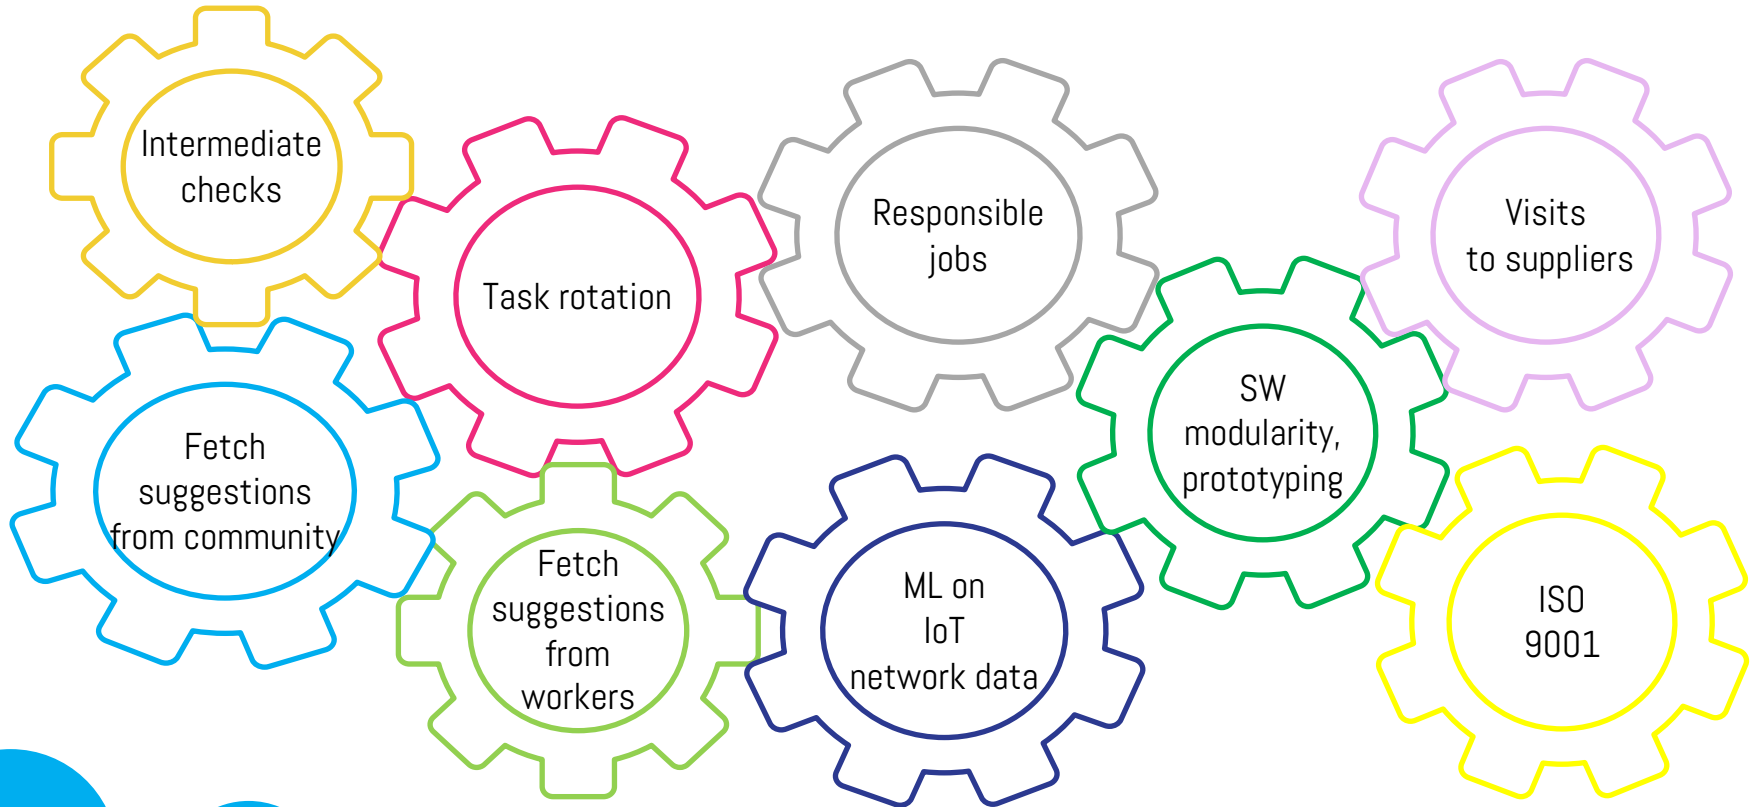 Intermediate
checks
Task rotation
Responsible
jobs
Visits
to suppliers
Fetch
suggestions
from community
Fetch
suggestions
from
workers
ML on
IoT
network data
SW
modularity,
prototyping
ISO
9001